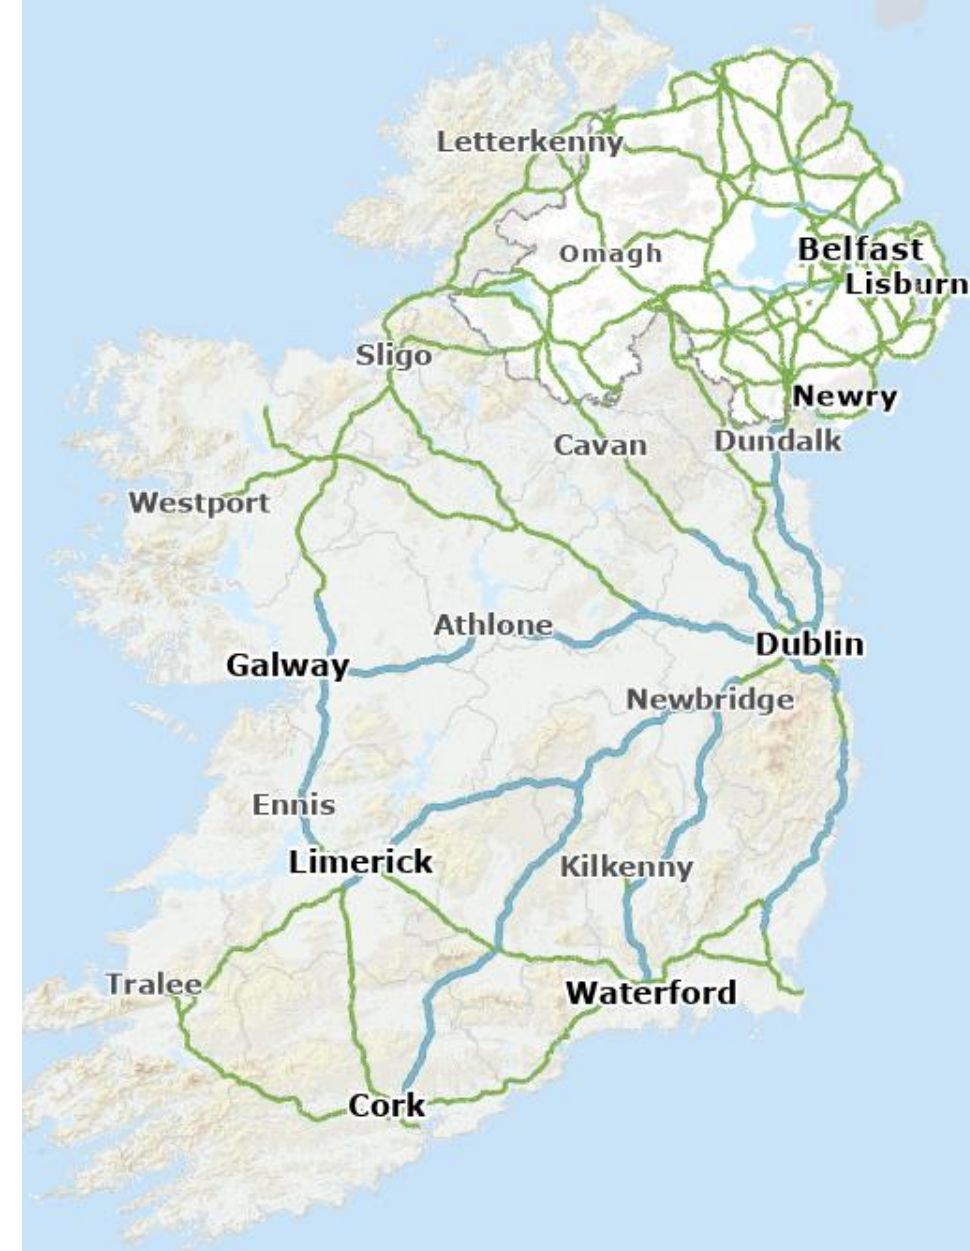 Letterkenny
Belfast
Omagh
Lisburn
Sligo
Newry
Cavan
Dundalk
Westport
Athlone
Dublin
Galway
Newbridge
Ennis
Limerick
Kilkenny
Tralee
Waterford
Cork